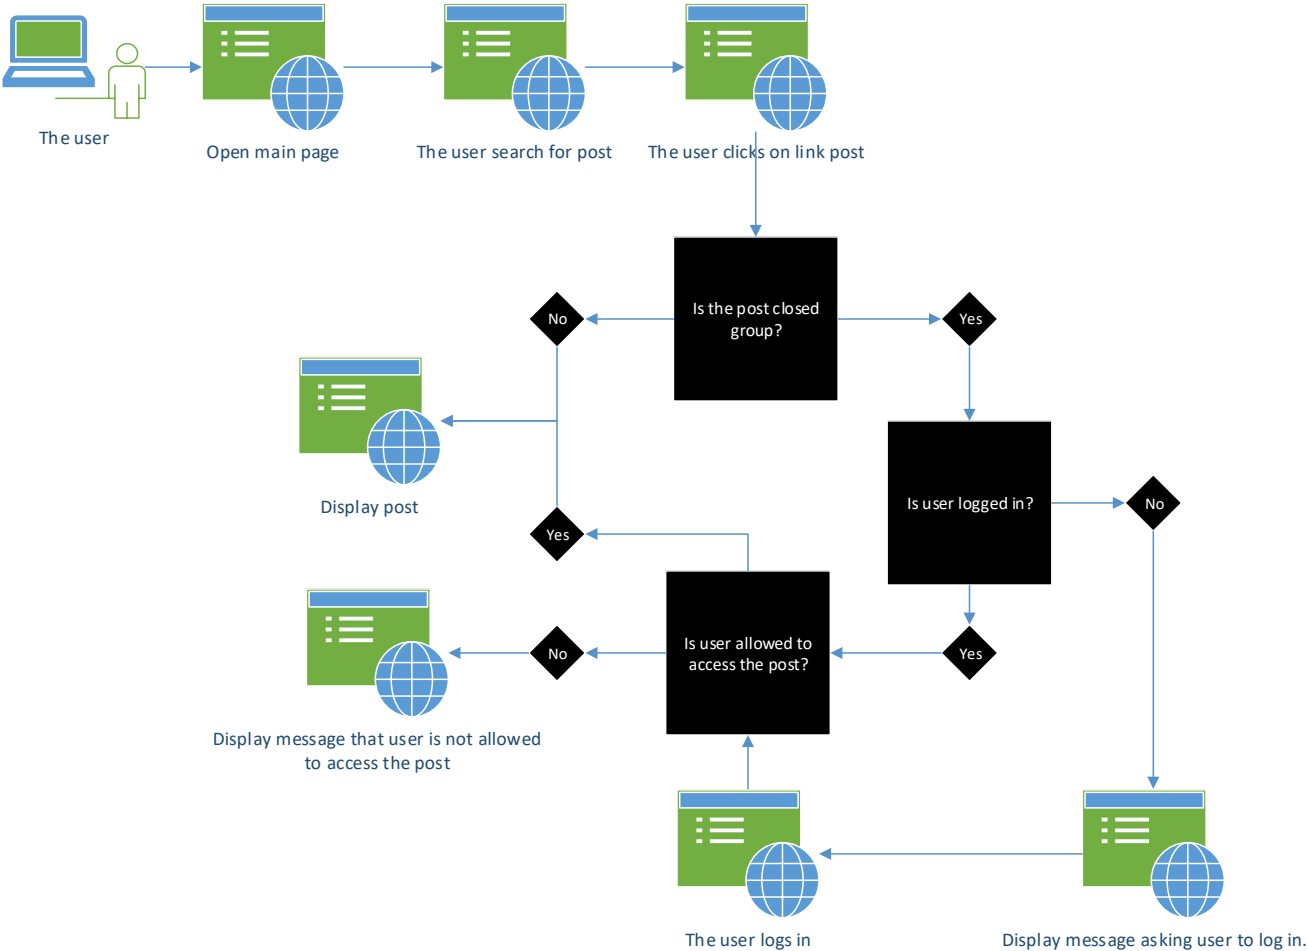 The user
Open main page
The user search for post
The user clicks on link post
Is the post closed
group?
No
Yes
Display post
Is user logged in?
No
Yes
Is user allowed to
access the post?
No
Yes
Display message that user is not allowed
to access the post
The user logs in
Display message asking user to log in.